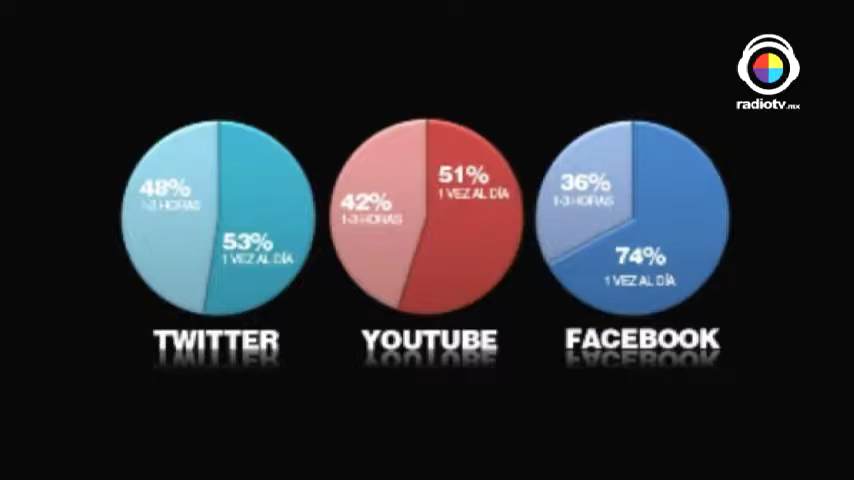 radiotv.mx
48%
1-3 HORAS
53%
1 VEZ AL DÍA
TWITTER
42%
1-3 HORAS
51%
1 VEZ AL DÍA
YOUTUBE
36%
1-3 HORAS
74%
1 VEZ AL DÍA
FACEBOOK